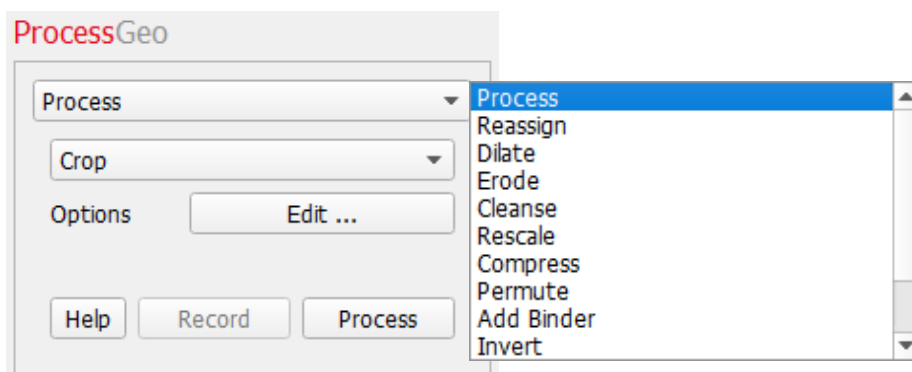 ProcessGeo
Process
Crop
Options Edit ...
Help Record Process
Process
Reassign
Dilate
Erode
Cleanse
Rescale
Compress
Permute
Add Binder
Invert